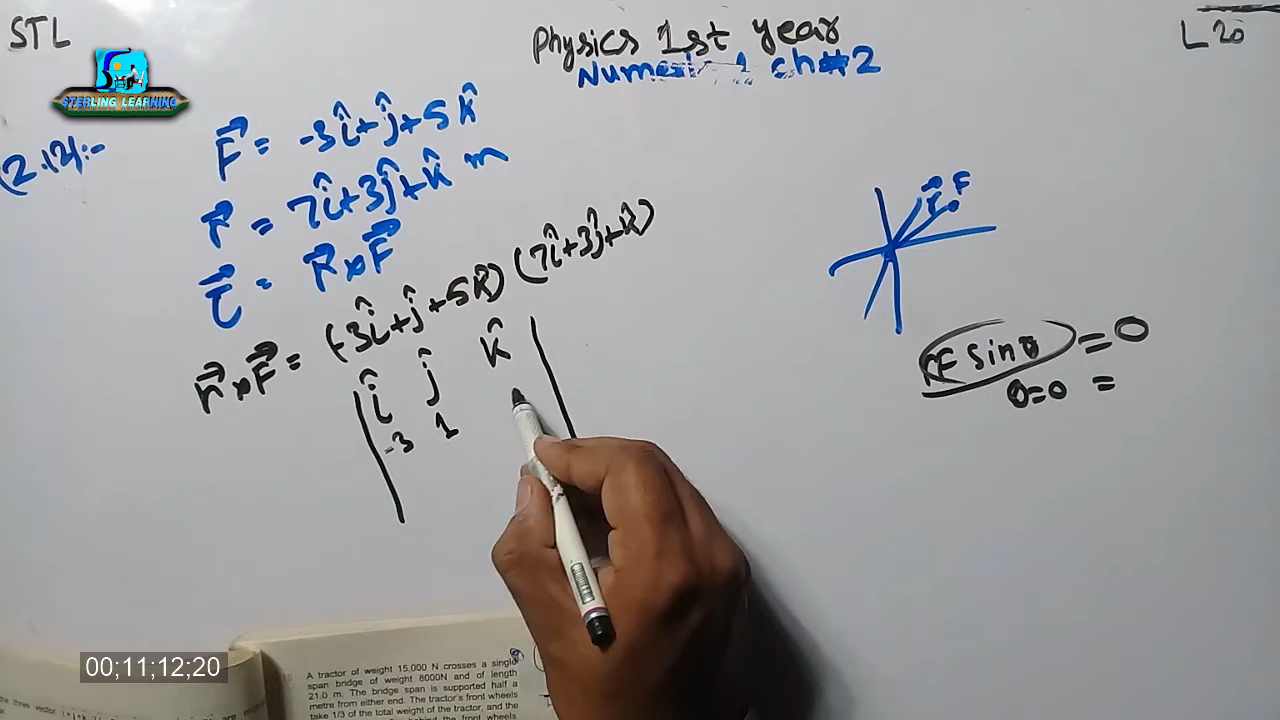 STL
Physics 1st year
L 20
STERLING LEARNING
ch#2
(2.12):-
F⃗ = -3î+ĵ+5k̂
r⃗ = 7î+3ĵ+k̂ m
τ⃗ = r⃗×F⃗
r⃗×F⃗ = (-3î+ĵ+5k̂) (7î+3ĵ+k̂)
î ĵ k̂
-3 1
r⃗ F
rF Sinθ = 0
θ=0 =
00;11;12;20
A tractor of weight 15,000 N crosses a single
span bridge of weight 8000N and of length
21.0 m. The bridge span is supported half a
metre from either end. The tractor's front wheels
take 1/3 of the total weight of the tractor, and the